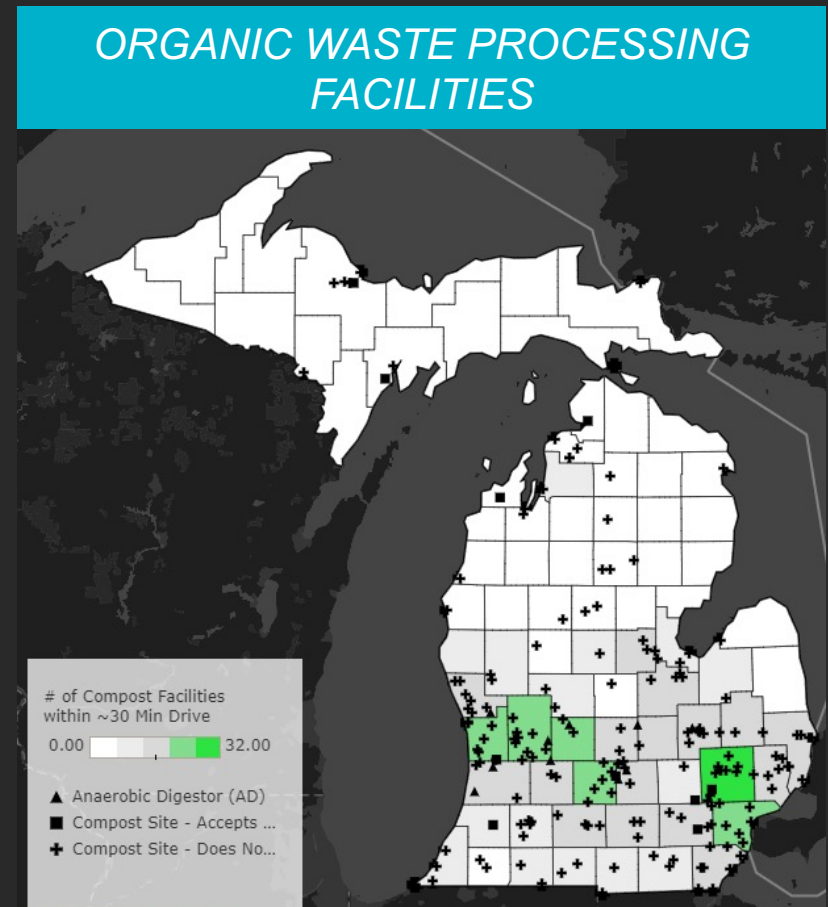 ORGANIC WASTE PROCESSING
FACILITIES
# of Compost Facilities
within ~30 Min Drive
0.00 32.00
Anaerobic Digestor (AD)
Compost Site - Accepts ...
Compost Site - Does No...